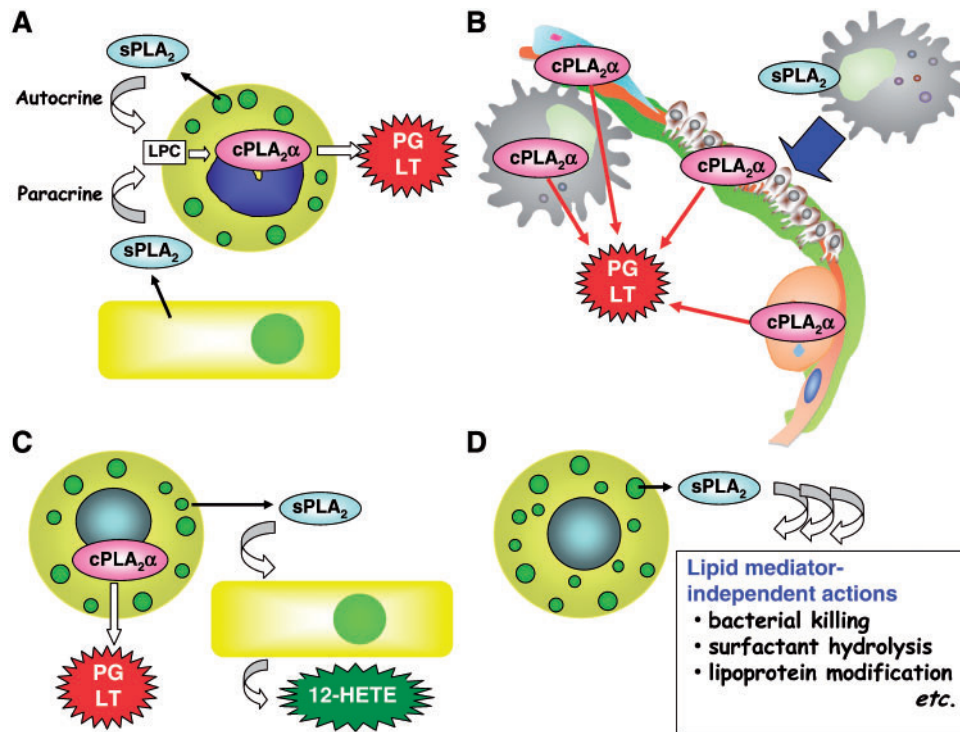 A
sPLA₂
Autocrine
LPC
cPLA₂α
PG
LT
Paracrine
sPLA₂
B
cPLA₂α
sPLA₂
cPLA₂α
cPLA₂α
PG
LT
cPLA₂α
C
sPLA₂
cPLA₂α
PG
LT
12-HETE
D
sPLA₂
Lipid mediator-
independent actions
• bacterial killing
• surfactant hydrolysis
• lipoprotein modification
etc.